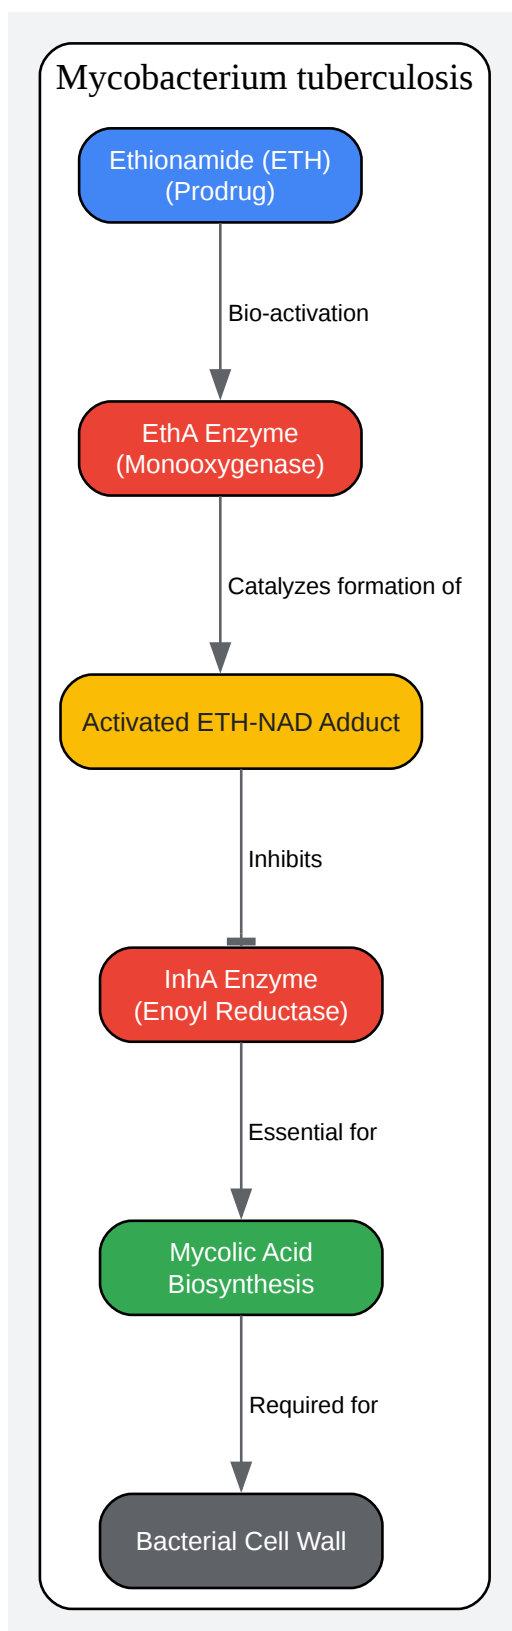 Mycobacterium tuberculosis
Ethionamide (ETH)
(Prodrug)
Bio-activation
EthA Enzyme
(Monooxygenase)
Catalyzes formation of
Activated ETH-NAD Adduct
Inhibits
InhA Enzyme
(Enoyl Reductase)
Essential for
Mycolic Acid
Biosynthesis
Required for
Bacterial Cell Wall